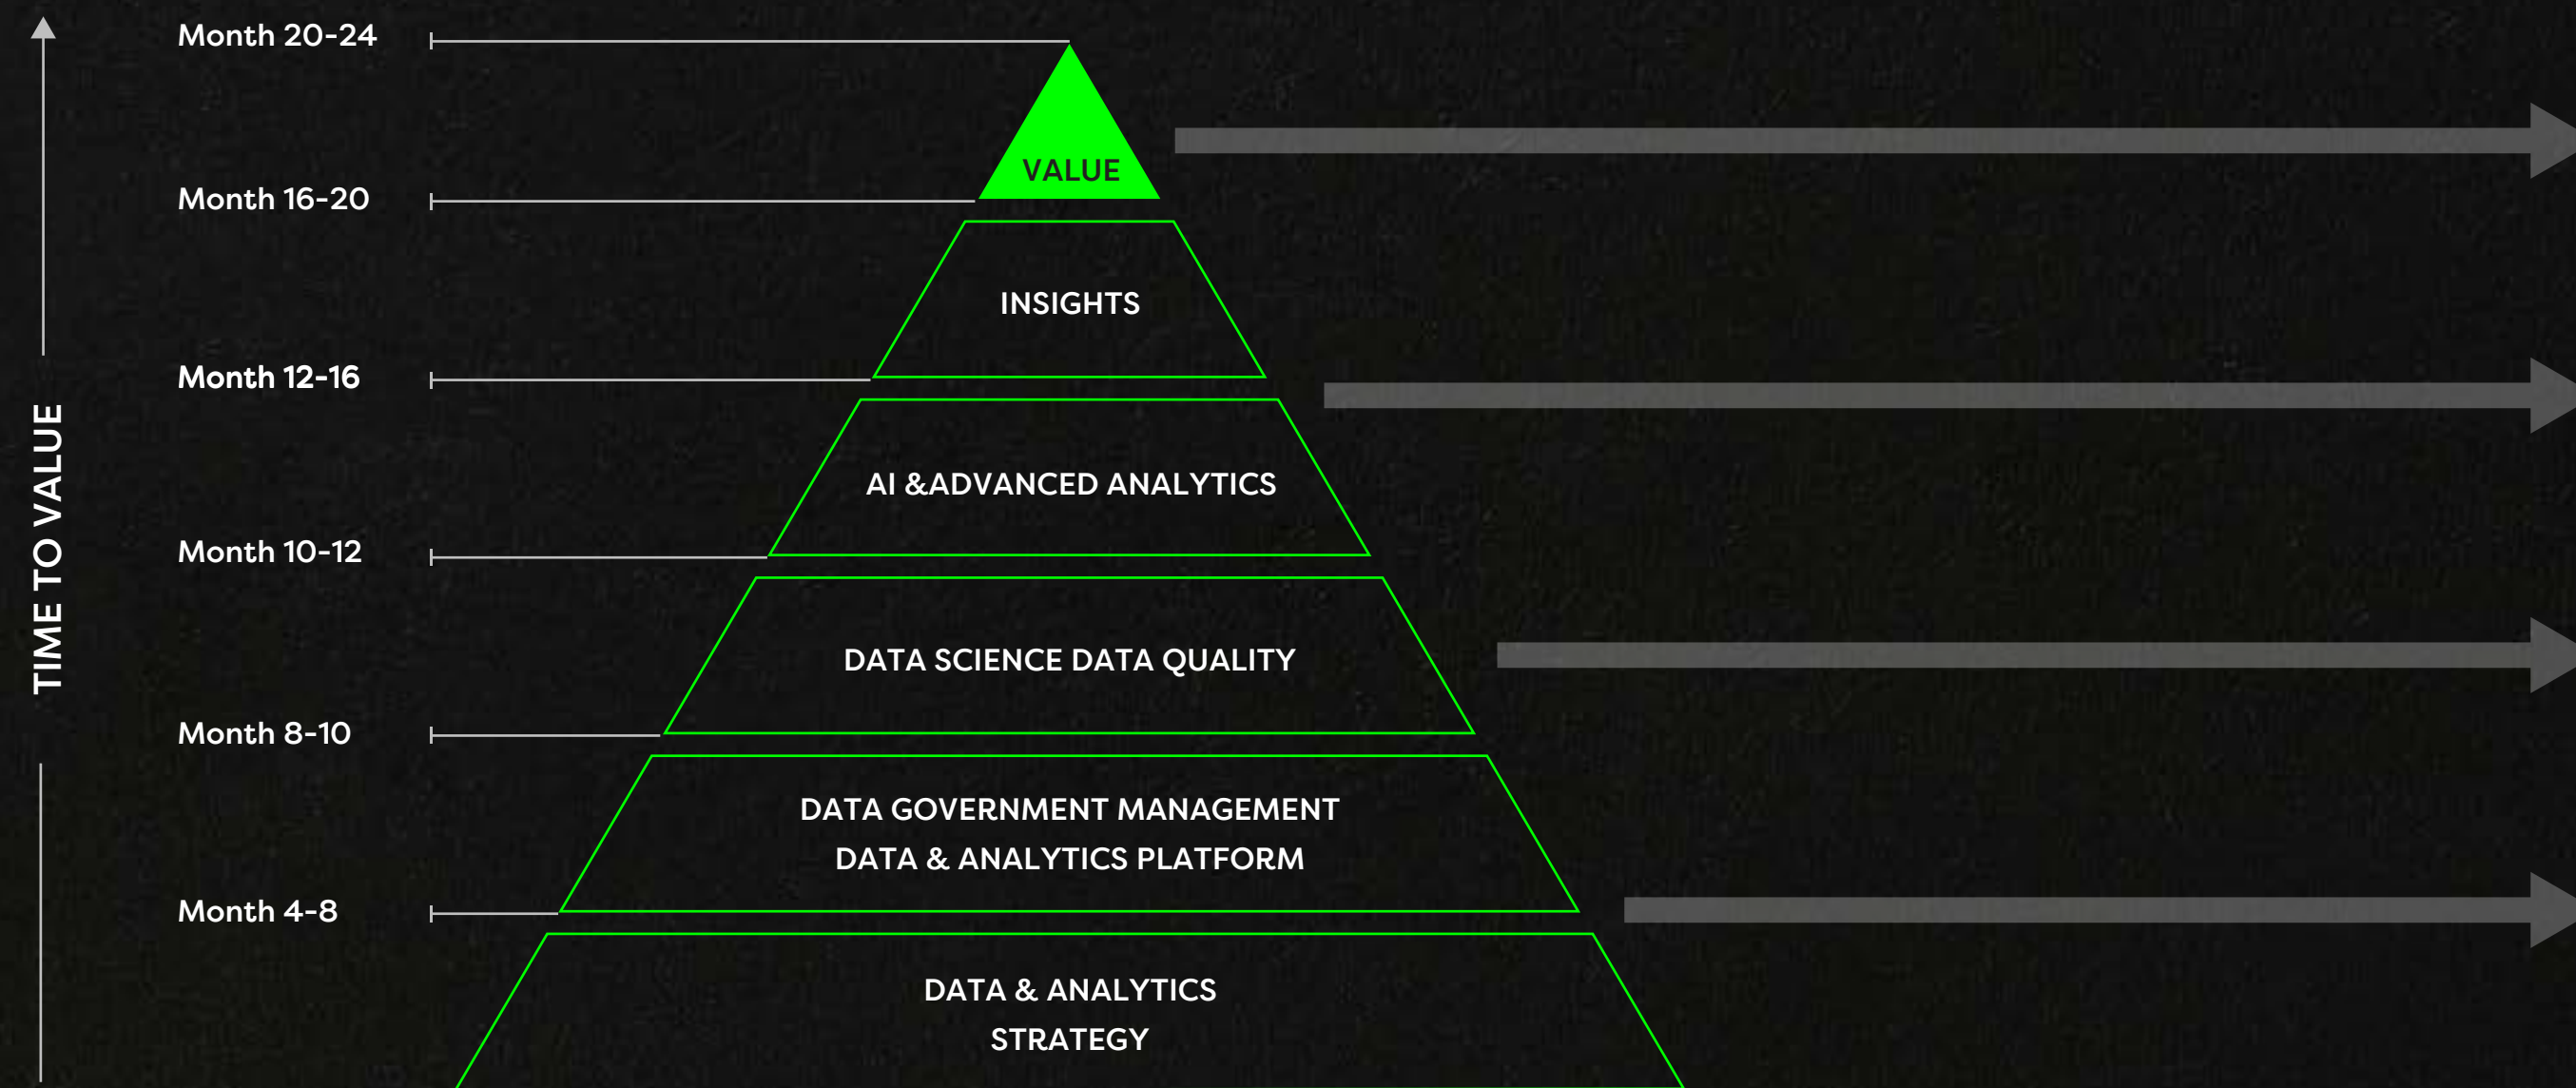 Month 20-24
VALUE
Month 16-20
INSIGHTS
Month 12-16
AI &ADVANCED ANALYTICS
Month 10-12
DATA SCIENCE DATA QUALITY
Month 8-10
DATA GOVERNMENT MANAGEMENT
DATA & ANALYTICS PLATFORM
Month 4-8
DATA & ANALYTICS
STRATEGY
TIME TO VALUE